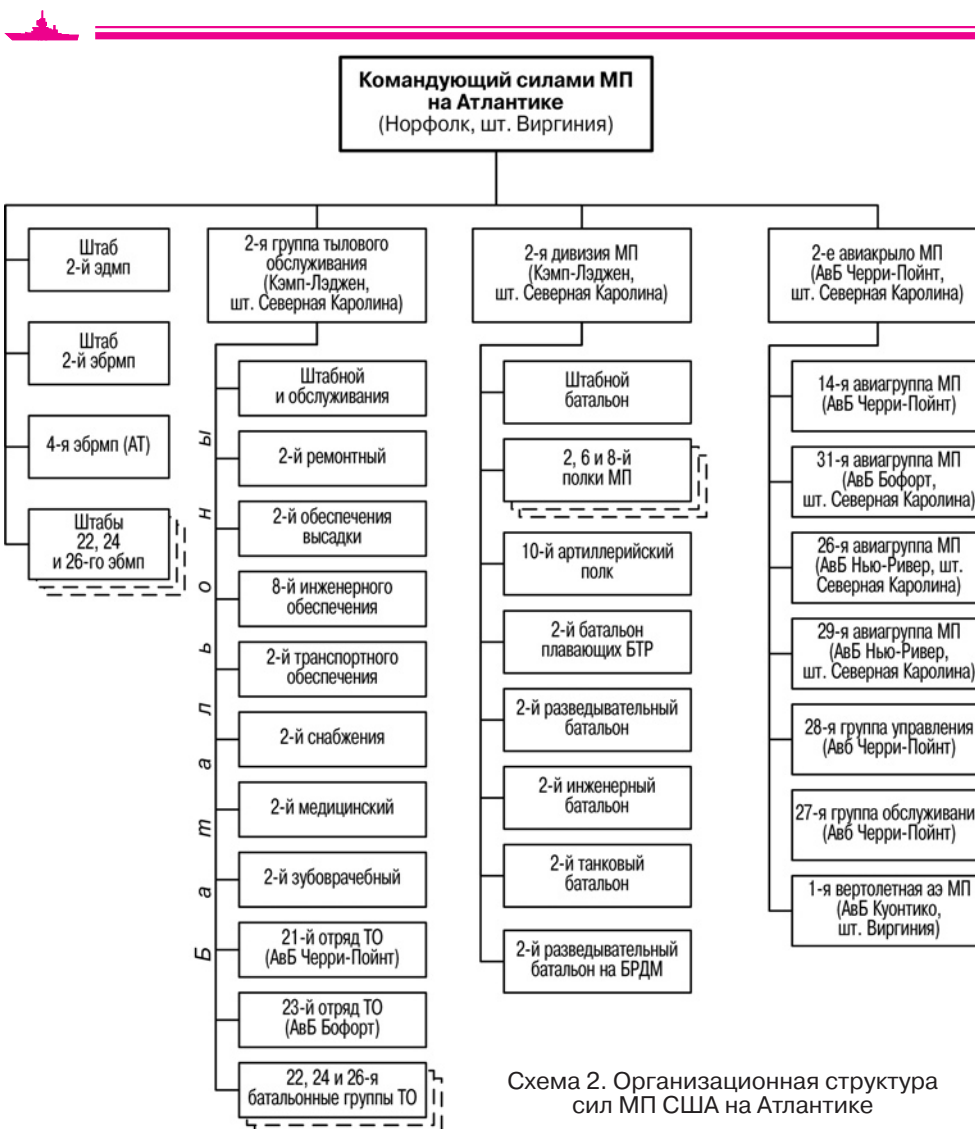 Командующий силами МП
на Атлантике
(Норфолк, шт. Виргиния)
Штаб
2-й эдмп
Штаб
2-й эбрмп
4-я эбрмп (АТ)
Штабы
22, 24
и 26-го эбмп
2-я группа тылового
обслуживания
(Кэмп-Лэджен,
шт. Северная Каролина)
Батальоны
Штабной
и обслуживания
2-й ремонтный
2-й обеспечения
высадки
8-й инженерного
обеспечения
2-й транспортного
обеспечения
2-й снабжения
2-й медицинский
2-й зубоврачебный
21-й отряд ТО
(АвБ Черри-Пойнт)
23-й отряд ТО
(АвБ Бофорт)
22, 24 и 26-я
батальонные группы ТО
2-я дивизия МП
(Кэмп-Лэджен,
шт. Северная Каролина)
Штабной
батальон
2, 6 и 8-й
полки МП
10-й артиллерийский
полк
2-й батальон
плавающих БТР
2-й разведывательный
батальон
2-й инженерный
батальон
2-й танковый
батальон
2-й разведывательный
батальон на БРДМ
2-е авиакрыло МП
(АвБ Черри-Пойнт,
шт. Северная Каролина)
14-я авиагруппа МП
(АвБ Черри-Пойнт)
31-я авиагруппа МП
(АвБ Бофорт,
шт. Северная Каролина)
26-я авиагруппа МП
(АвБ Нью-Ривер, шт.
Северная Каролина)
29-я авиагруппа МП
(АвБ Нью-Ривер,
шт. Северная Каролина)
28-я группа управления
(Авб Черри-Пойнт)
27-я группа обслуживани
(Авб Черри-Пойнт)
1-я вертолетная аэ МП
(АвБ Куонтико,
шт. Виргиния)
Схема 2. Организационная структура
сил МП США на Атлантике